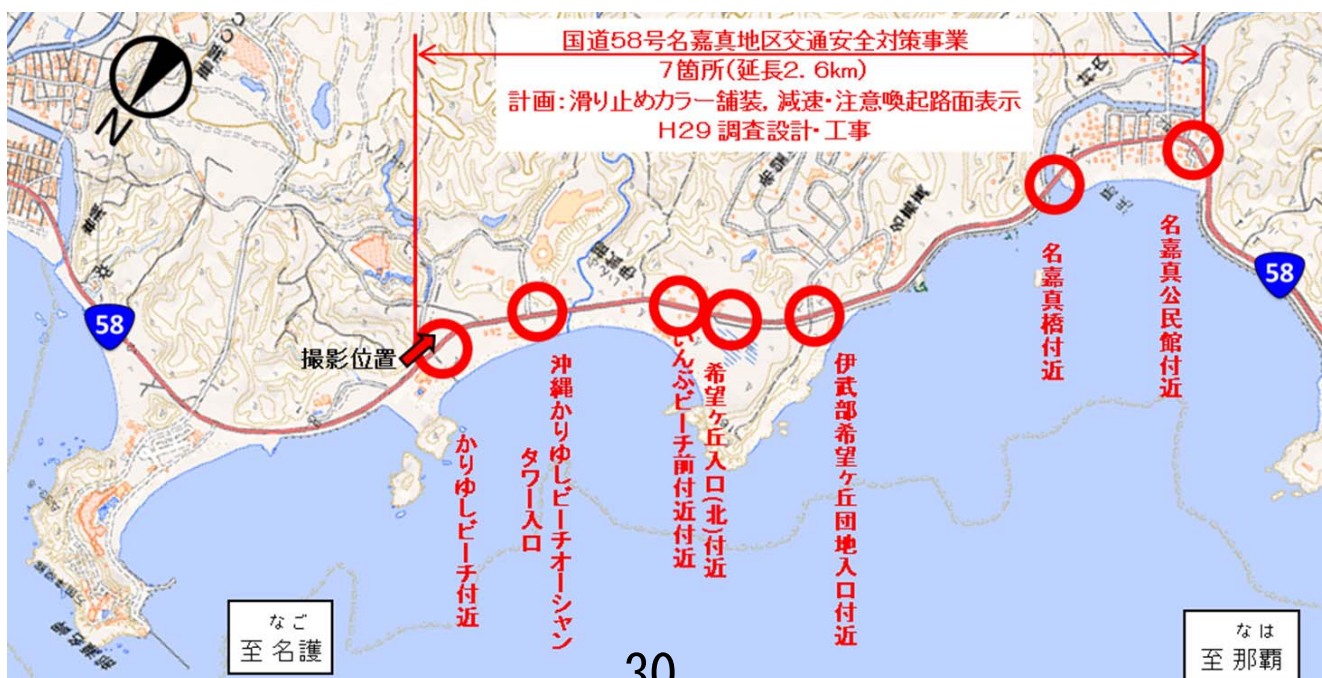 国道58号名嘉真地区交通安全対策事業
7箇所(延長2.6km)
計画:滑り止めカラー舗装,減速・注意喚起路面表示
H29 調査設計・工事
N
58
58
撮影位置
かりゆしビーチ付近
沖縄かりゆしビーチオーシャン
タワー入口
いんぶビーチ前付近付近
希望ヶ丘入口(北)付近
伊武部希望ヶ丘団地入口付近
名嘉真橋付近
名嘉真公民館付近
なご
至 名護
なは
至 那覇
30